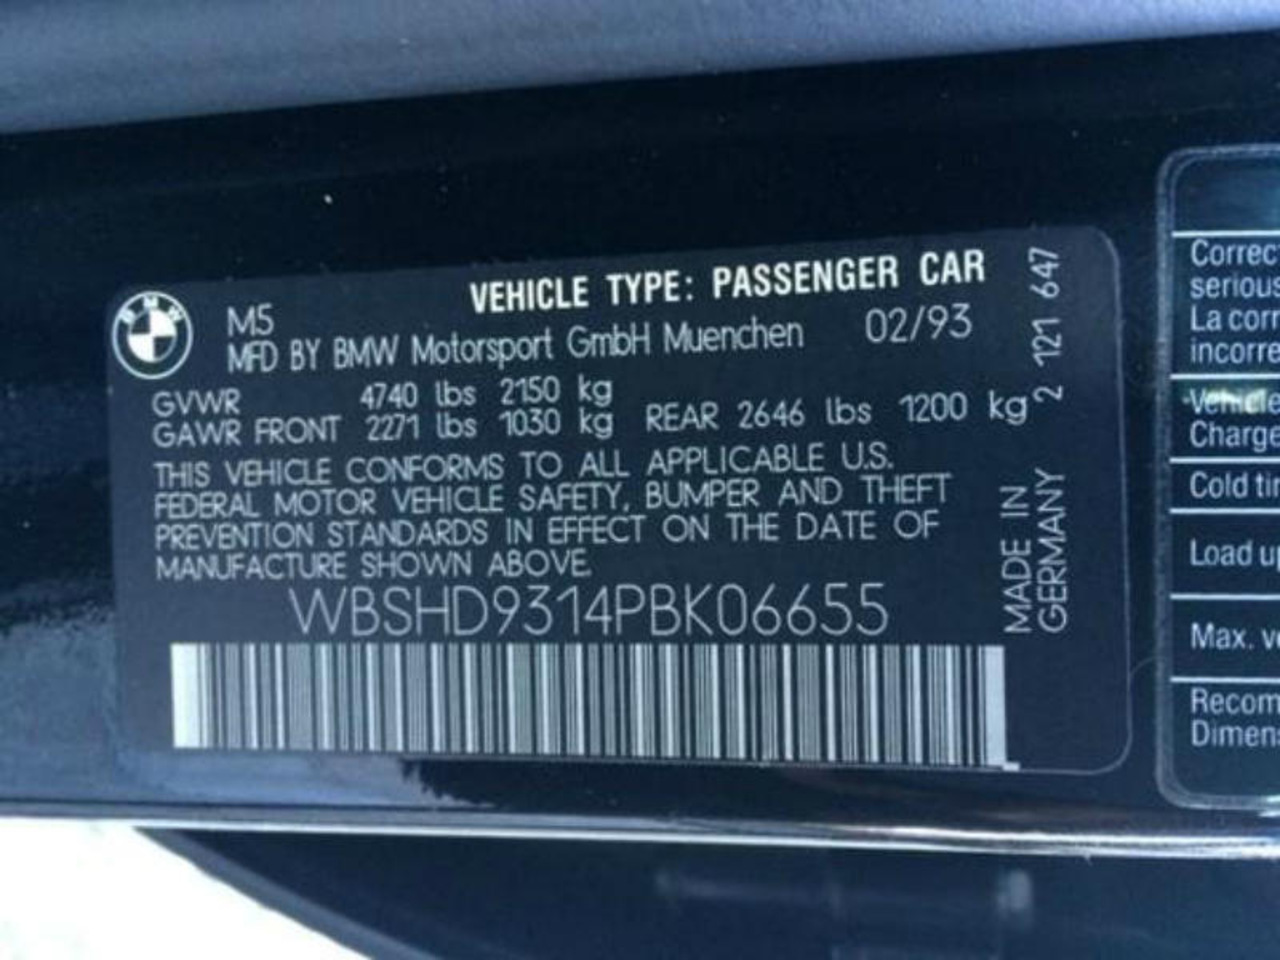 BMW
VEHICLE TYPE: PASSENGER CAR
M5
MFD BY BMW Motorsport GmbH Muenchen 02/93
GVWR 4740 lbs 2150 kg
GAWR FRONT 2271 lbs 1030 kg REAR 2646 lbs 1200 kg
THIS VEHICLE CONFORMS TO ALL APPLICABLE U.S.
FEDERAL MOTOR VEHICLE SAFETY, BUMPER AND THEFT
PREVENTION STANDARDS IN EFFECT ON THE DATE OF
MANUFACTURE SHOWN ABOVE.
WBSHD9314PBK06655
2 121 647
MADE IN
GERMANY
Correc
serious
La corr
incorre
Vehicle
Charge
Cold tir
Load up
Max. v
Recom
Dimens